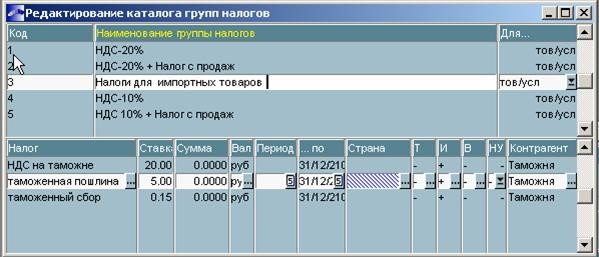 Редактирование каталога групп налогов
Код Наименование группы налогов Для...
1 НДС-20% тов/усл
2 НДС-20% + Налог с продаж тов/усл
3 Налоги для импортных товаров тов/усл
4 НДС-10% тов/усл
5 НДС 10% + Налог с продаж тов/усл
Налог Ставка Сумма Вал Период ... по Страна Т И В НУ Контрагент
НДС на таможне 20.00 0.0000 руб 31/12/210 - + - - Таможня
таможенная пошлина ... 5.00 0.0000 ру ... 5 31/12/2 5 ... - + - - Таможня ...
таможенный сбор 0.15 0.0000 руб 31/12/210 - + - - Таможня